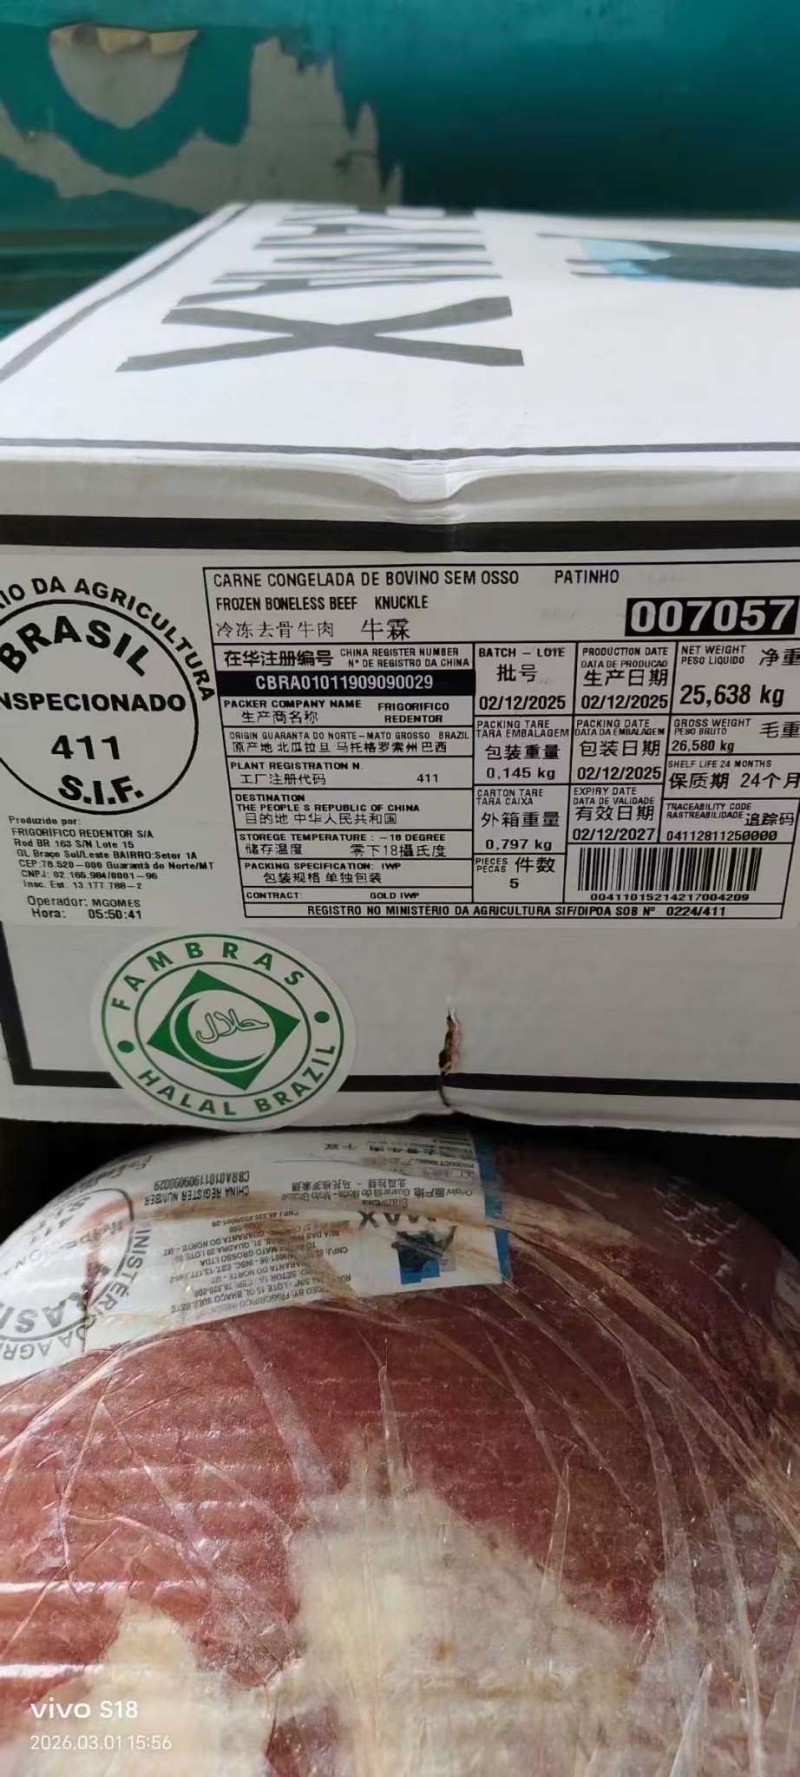 MAX
IO DA AGRICULTURA
BRASIL
INSPECIONADO
411
S.I.F.
Produzido por:
FRIGORÍFICO REDENTOR S/A
Rod BR 163 S/N Lote 15
GL Braço Sul/Leste BAIRRO:Setor 1A
CEP:78.520-000 Guarantã do Norte/MT
CNPJ: 02.165.984/0001-96
Insc. Est. 13.177.788-2
Operador: MGOMES
Hora: 05:50:41
CARNE CONGELADA DE BOVINO SEM OSSO PATINHO
FROZEN BONELESS BEEF KNUCKLE
冷冻去骨牛肉 牛霖
007057
在华注册编号 CHINA REGISTER NUMBER
Nº DE REGISTRO DA CHINA
CBRA01011909090029
PACKER COMPANY NAME FRIGORIFICO
生产商名称 REDENTOR
ORIGIN GUARANTA DO NORTE-MATO GROSSO BRAZIL
原产地 北瓜拉旦 马托格罗索州 巴西
PLANT REGISTRATION N.
工厂注册代码 411
DESTINATION
THE PEOPLE S REPUBLIC OF CHINA
目的地 中华人民共和国
STOREGE TEMPERATURE : -18 DEGREE
储存温度 零下18攝氏度
PACKING SPECIFICATION: IWP
包装规格 单独包装
CONTRACT: GOLD IWP
BATCH - LOTE
批号
02/12/2025
PACKING TARE
TARA EMBALAGEM
包装重量
0,145 kg
CARTON TARE
TARA CAIXA
外箱重量
0,797 kg
PIECES 件数
PECAS
5
PRODUCTION DATE
DATA DE PRODUCAO
生产日期
02/12/2025
PACKING DATE
DATA DA EMBALAGEM
包装日期
02/12/2025
EXPIRY DATE
DATA DE VALIDADE
有效日期
02/12/2027
NET WEIGHT 净重
PESO LIQUIDO
25,638 kg
GROSS WEIGHT 毛重
PESO BRUTO
26,580 kg
SHELF LIFE 24 MONTHS
保质期 24个月
TRACEABILITY CODE
RASTREABILIDADE 追踪码
04112811250000
00411015214217004209
REGISTRO NO MINISTÉRIO DA AGRICULTURA SIF/DIPOA SOB Nº 0224/411
FAMBRAS
حلال
HALAL BRAZIL
CHINA REGISTER NUMBER
CBRA01011909090029
MAX
vivo S18
2026.03.01 15:56